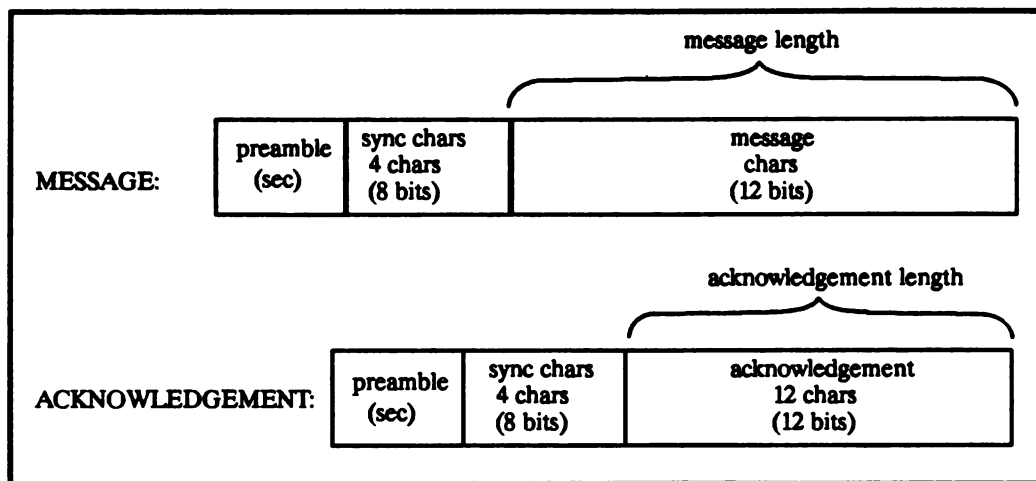 message length
MESSAGE:
preamble
(sec)
sync chars
4 chars
(8 bits)
message
chars
(12 bits)
acknowledgement length
ACKNOWLEDGEMENT:
preamble
(sec)
sync chars
4 chars
(8 bits)
acknowledgement
12 chars
(12 bits)